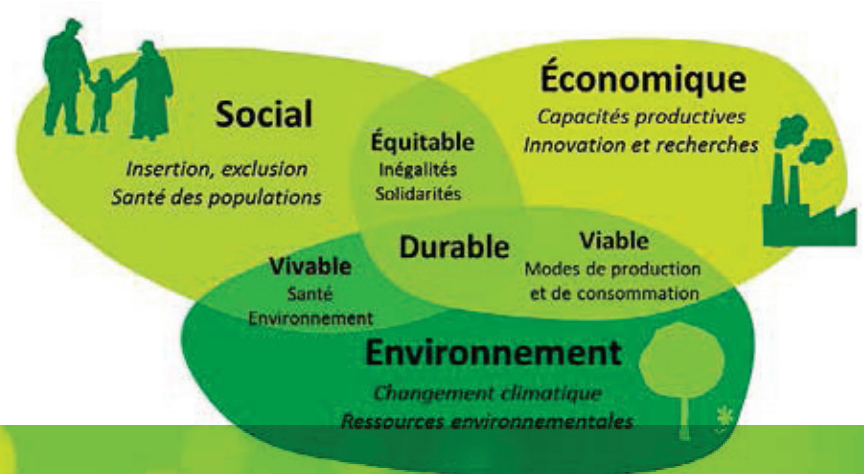 Social
Insertion, exclusion
Santé des populations
Économique
Capacités productives
Innovation et recherches
Équitable
Inégalités
Solidarités
Durable
Viable
Modes de production
et de consommation
Vivable
Santé
Environnement
Environnement
Changement climatique
Ressources environnementales